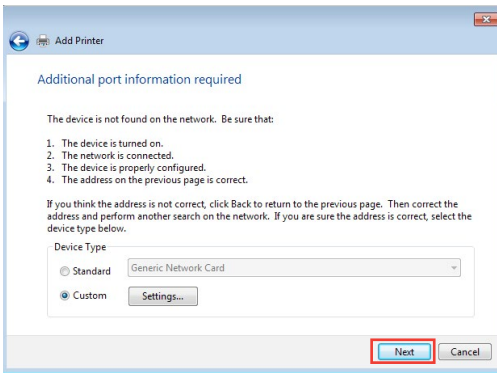 Add Printer
Additional port information required
The device is not found on the network. Be sure that:
1. The device is turned on.
2. The network is connected.
3. The device is properly configured.
4. The address on the previous page is correct.
If you think the address is not correct, click Back to return to the previous page. Then correct the
address and perform another search on the network. If you are sure the address is correct, select the
device type below.
Device Type
Standard Generic Network Card
Custom Settings...
Next Cancel